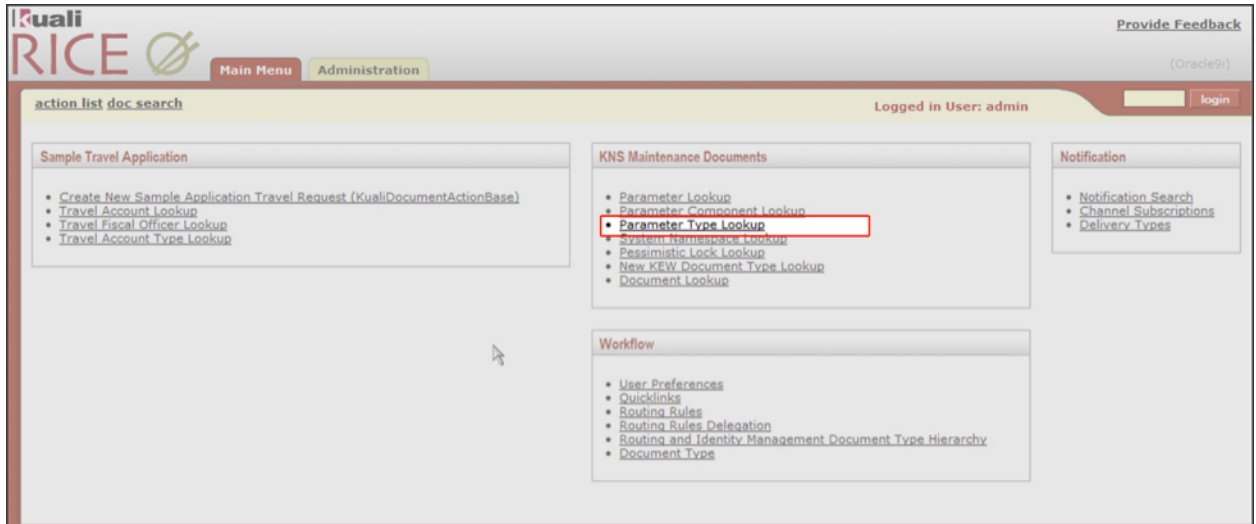 Kuali
RICE
Provide Feedback
Main Menu Administration
(Oracle9i)
action list doc search
Logged in User: admin
login
Sample Travel Application
Create New Sample Application Travel Request (KualiDocumentActionBase)
Travel Account Lookup
Travel Fiscal Officer Lookup
Travel Account Type Lookup
KNS Maintenance Documents
Parameter Lookup
Parameter Component Lookup
Parameter Type Lookup
System Namespace Lookup
Pessimistic Lock Lookup
New KEW Document Type Lookup
Document Lookup
Workflow
User Preferences
Quicklinks
Routing Rules
Routing Rules Delegation
Routing and Identity Management Document Type Hierarchy
Document Type
Notification
Notification Search
Channel Subscriptions
Delivery Types